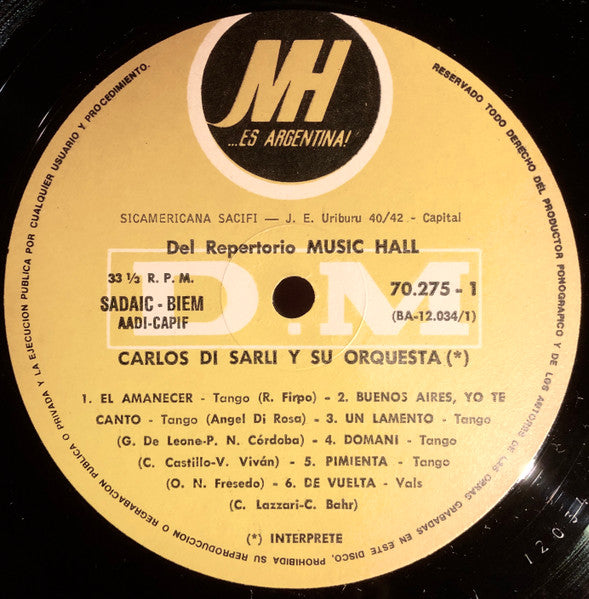 MH
...ES ARGENTINA!
SICAMERICANA SACIFI — J. E. Uriburu 40/42 - Capital
Del Repertorio MUSIC HALL
D.M
33 ⅓ R. P. M.
SADAIC - BIEM
AADI-CAPIF
70.275 - 1
(BA-12.034/1)
CARLOS DI SARLI Y SU ORQUESTA (*)
1. EL AMANECER - Tango (R. Firpo) - 2. BUENOS AIRES, YO TE
CANTO - Tango (Angel Di Rosa) - 3. UN LAMENTO - Tango
(G. De Leone-P. N. Córdoba) - 4. DOMANI - Tango
(C. Castillo-V. Viván) - 5. PIMIENTA - Tango
(O. N. Fresedo) - 6. DE VUELTA - Vals
(C. Lazzari-C. Bahr)
(*) INTERPRETE
RESERVADO TODO DERECHO DEL PRODUCTOR FONOGRAFICO Y DE LOS AUTORES DE LAS OBRAS GRABADAS EN ESTE DISCO. PROHIBIDA SU REPRODUCCION O REGRABACION PUBLICA O PRIVADA Y LA EJECUCION PUBLICA POR CUALQUIER USUARIO Y PROCEDIMIENTO.